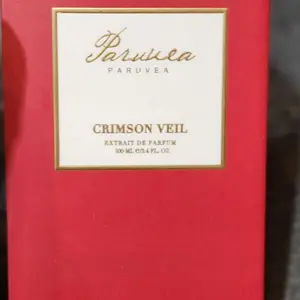 Paruvea
PARUVEA
CRIMSON VEIL
EXTRAIT DE PARFUM
100 ML ℮ 3.4 FL. OZ.